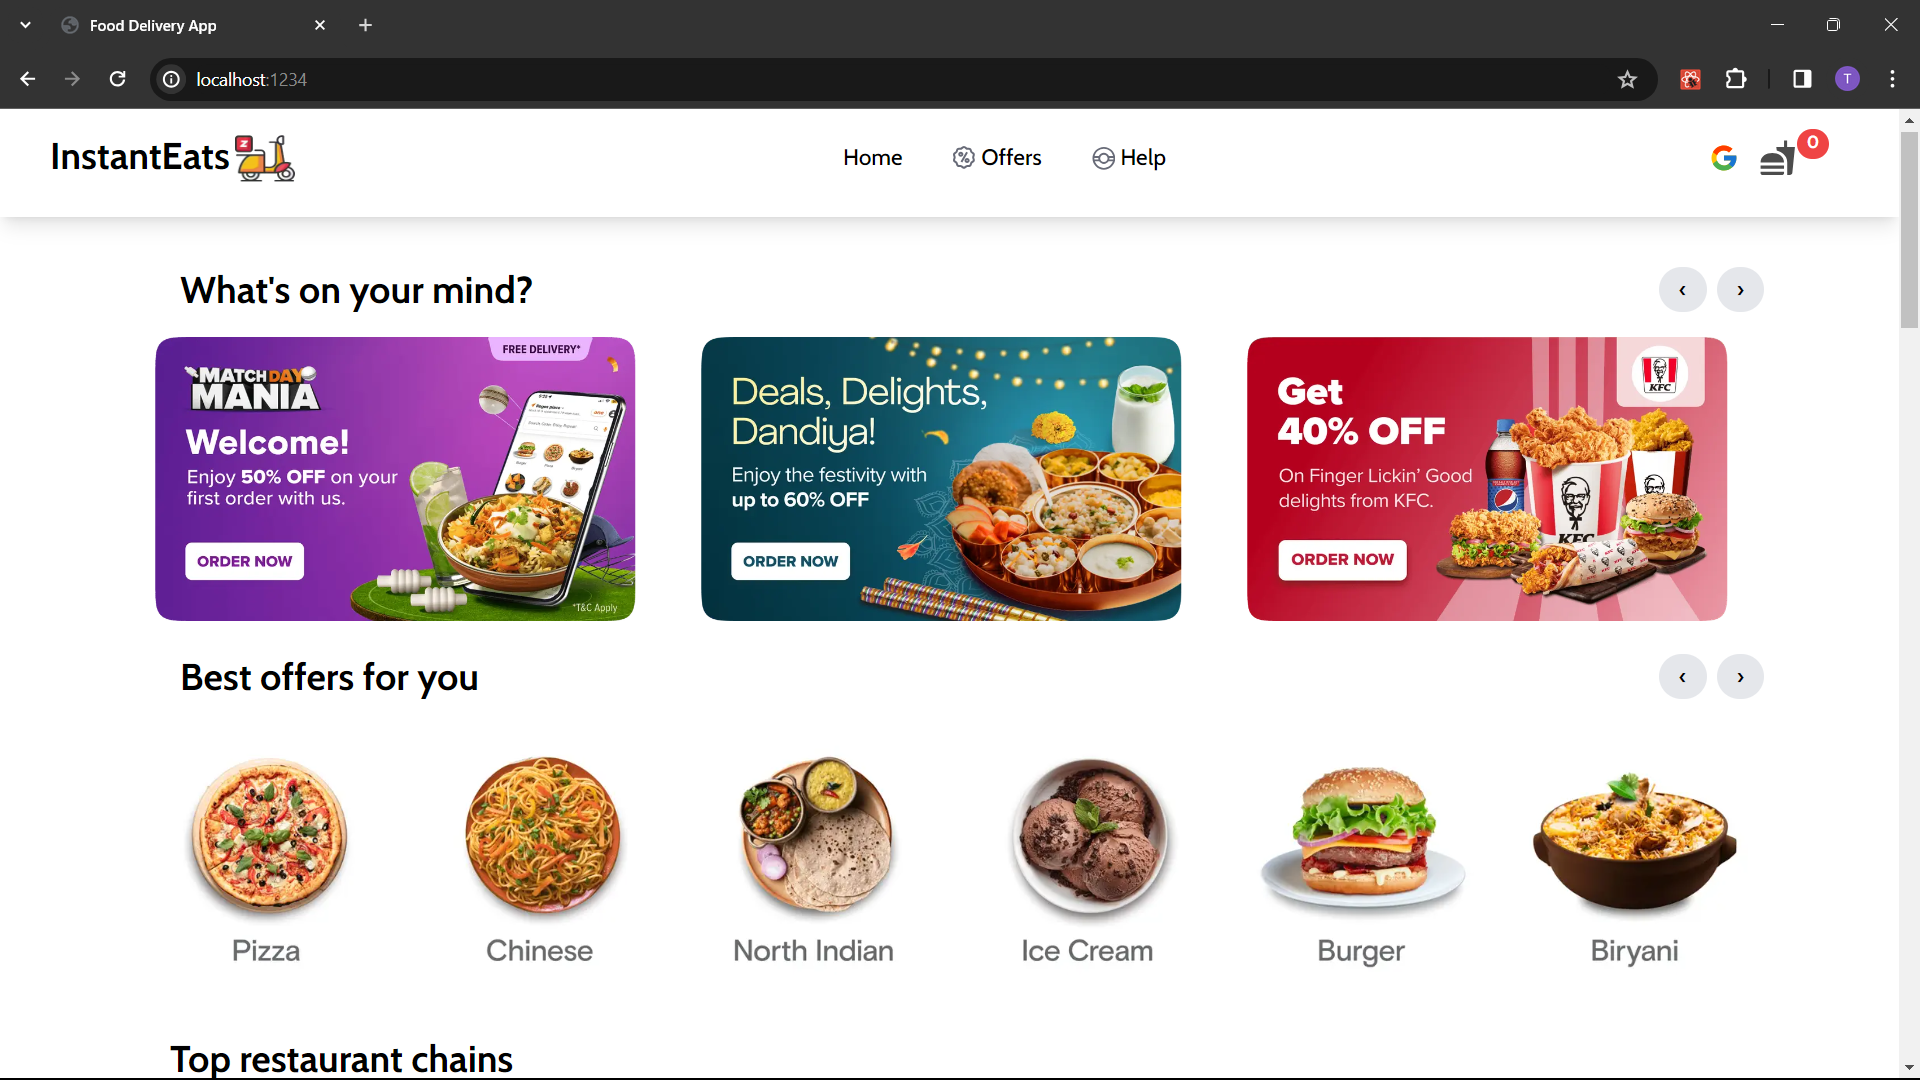 Food Delivery App
localhost:1234
T
InstantEats
Z
Home
Offers
Help
0
What's on your mind?
FREE DELIVERY*
MATCH DAY
MANIA
Welcome!
Enjoy 50% OFF on your
first order with us.
ORDER NOW
*T&C Apply
Deals, Delights,
Dandiya!
Enjoy the festivity with
up to 60% OFF
ORDER NOW
KFC
Get
40% OFF
On Finger Lickin' Good
delights from KFC.
ORDER NOW
KFC
Best offers for you
Pizza
Chinese
North Indian
Ice Cream
Burger
Biryani
Top restaurant chains